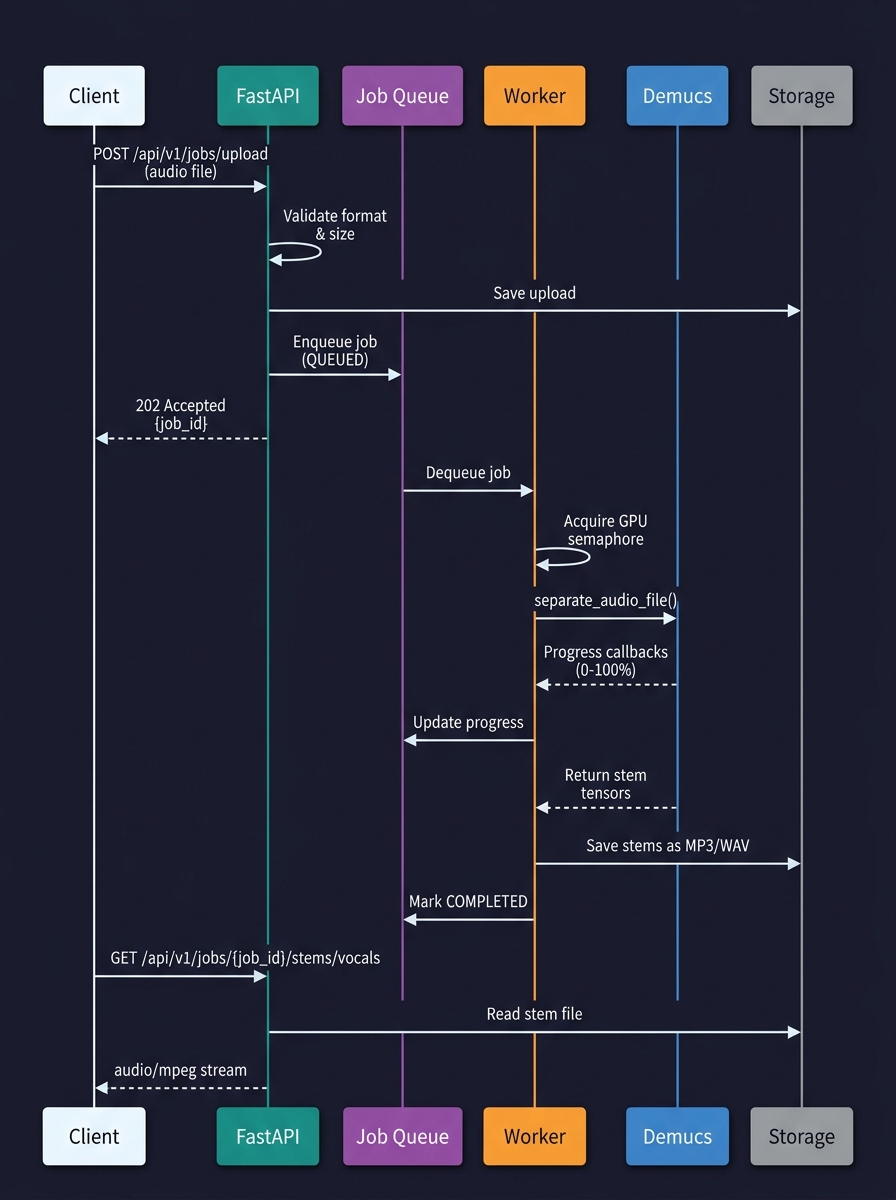 Client
FastAPI
Job Queue
Worker
Demucs
Storage
POST /api/v1/jobs/upload
(audio file)
Validate format
& size
Save upload
Enqueue job
(QUEUED)
202 Accepted
{job_id}
Dequeue job
Acquire GPU
semaphore
separate_audio_file()
Progress callbacks
(0-100%)
Update progress
Return stem
tensors
Save stems as MP3/WAV
Mark COMPLETED
GET /api/v1/jobs/{job_id}/stems/vocals
Read stem file
audio/mpeg stream
Client
FastAPI
Job Queue
Worker
Demucs
Storage